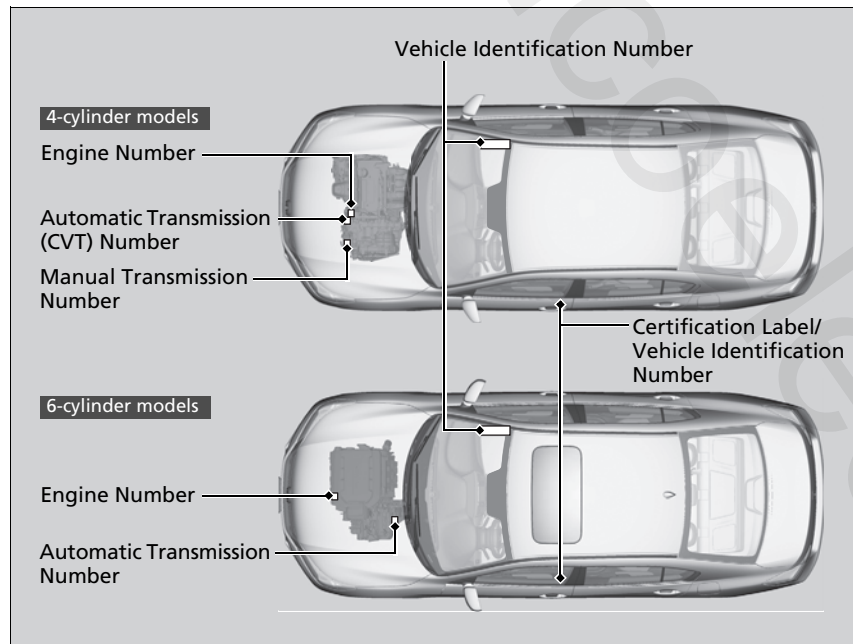 Vehicle Identification Number
4-cylinder models
Engine Number
Automatic Transmission
(CVT) Number
Manual Transmission
Number
Certification Label/
Vehicle Identification
Number
6-cylinder models
Engine Number
Automatic Transmission
Number